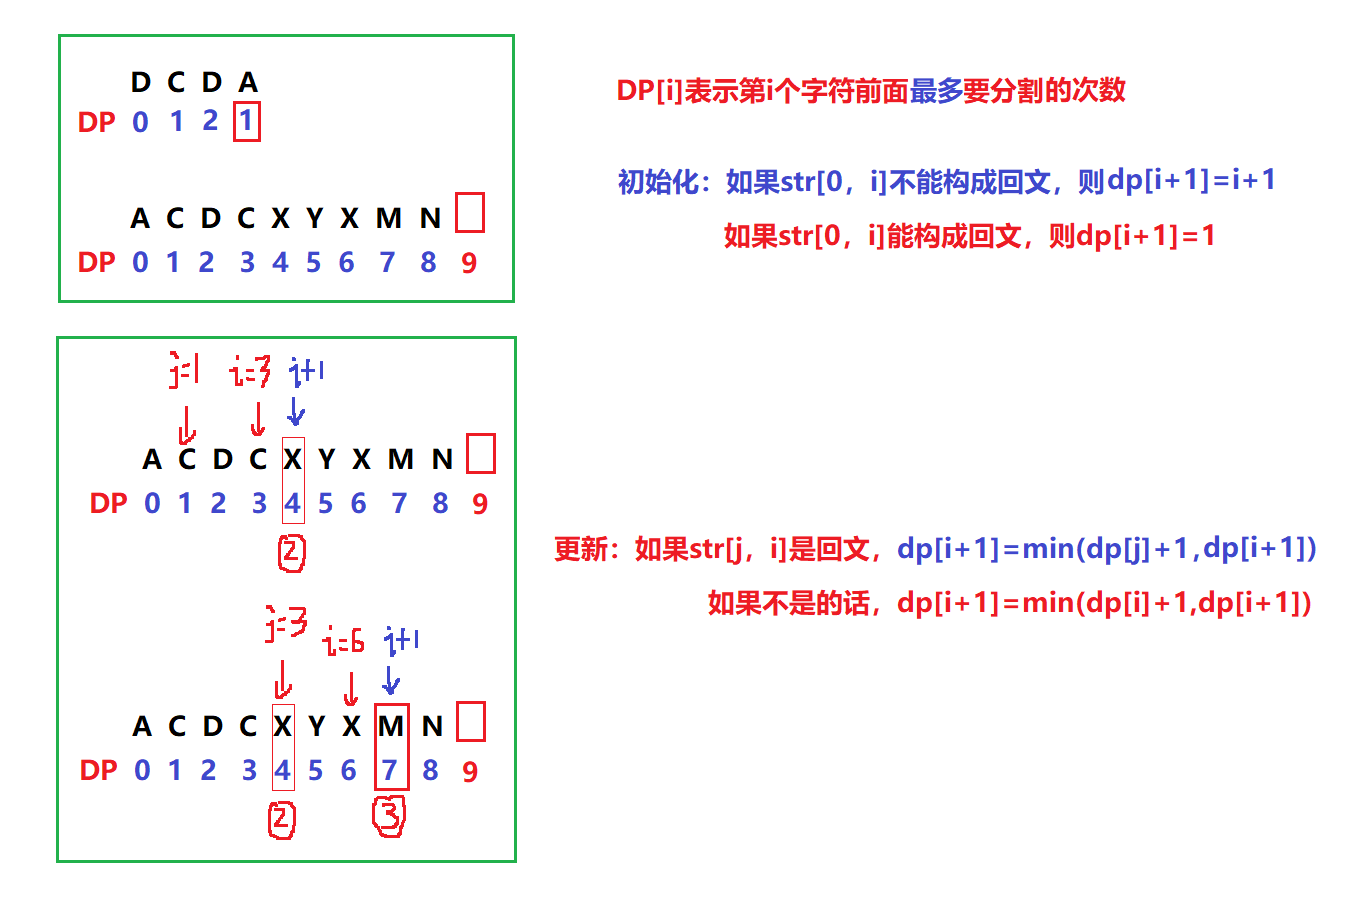 D C D A
DP 0 1 2 1
A C D C X Y X M N
DP 0 1 2 3 4 5 6 7 8 9
DP[i]表示第i个字符前面最多要分割的次数
初始化：如果str[0，i]不能构成回文，则dp[i+1]=i+1
如果str[0，i]能构成回文，则dp[i+1]=1
j=1 i=3 i+1
A C D C X Y X M N
DP 0 1 2 3 4 5 6 7 8 9
2
j=3 i=6 i+1
A C D C X Y X M N
DP 0 1 2 3 4 5 6 7 8 9
2 3
更新：如果str[j，i]是回文，dp[i+1]=min(dp[j]+1,dp[i+1])
如果不是的话，dp[i+1]=min(dp[i]+1,dp[i+1])